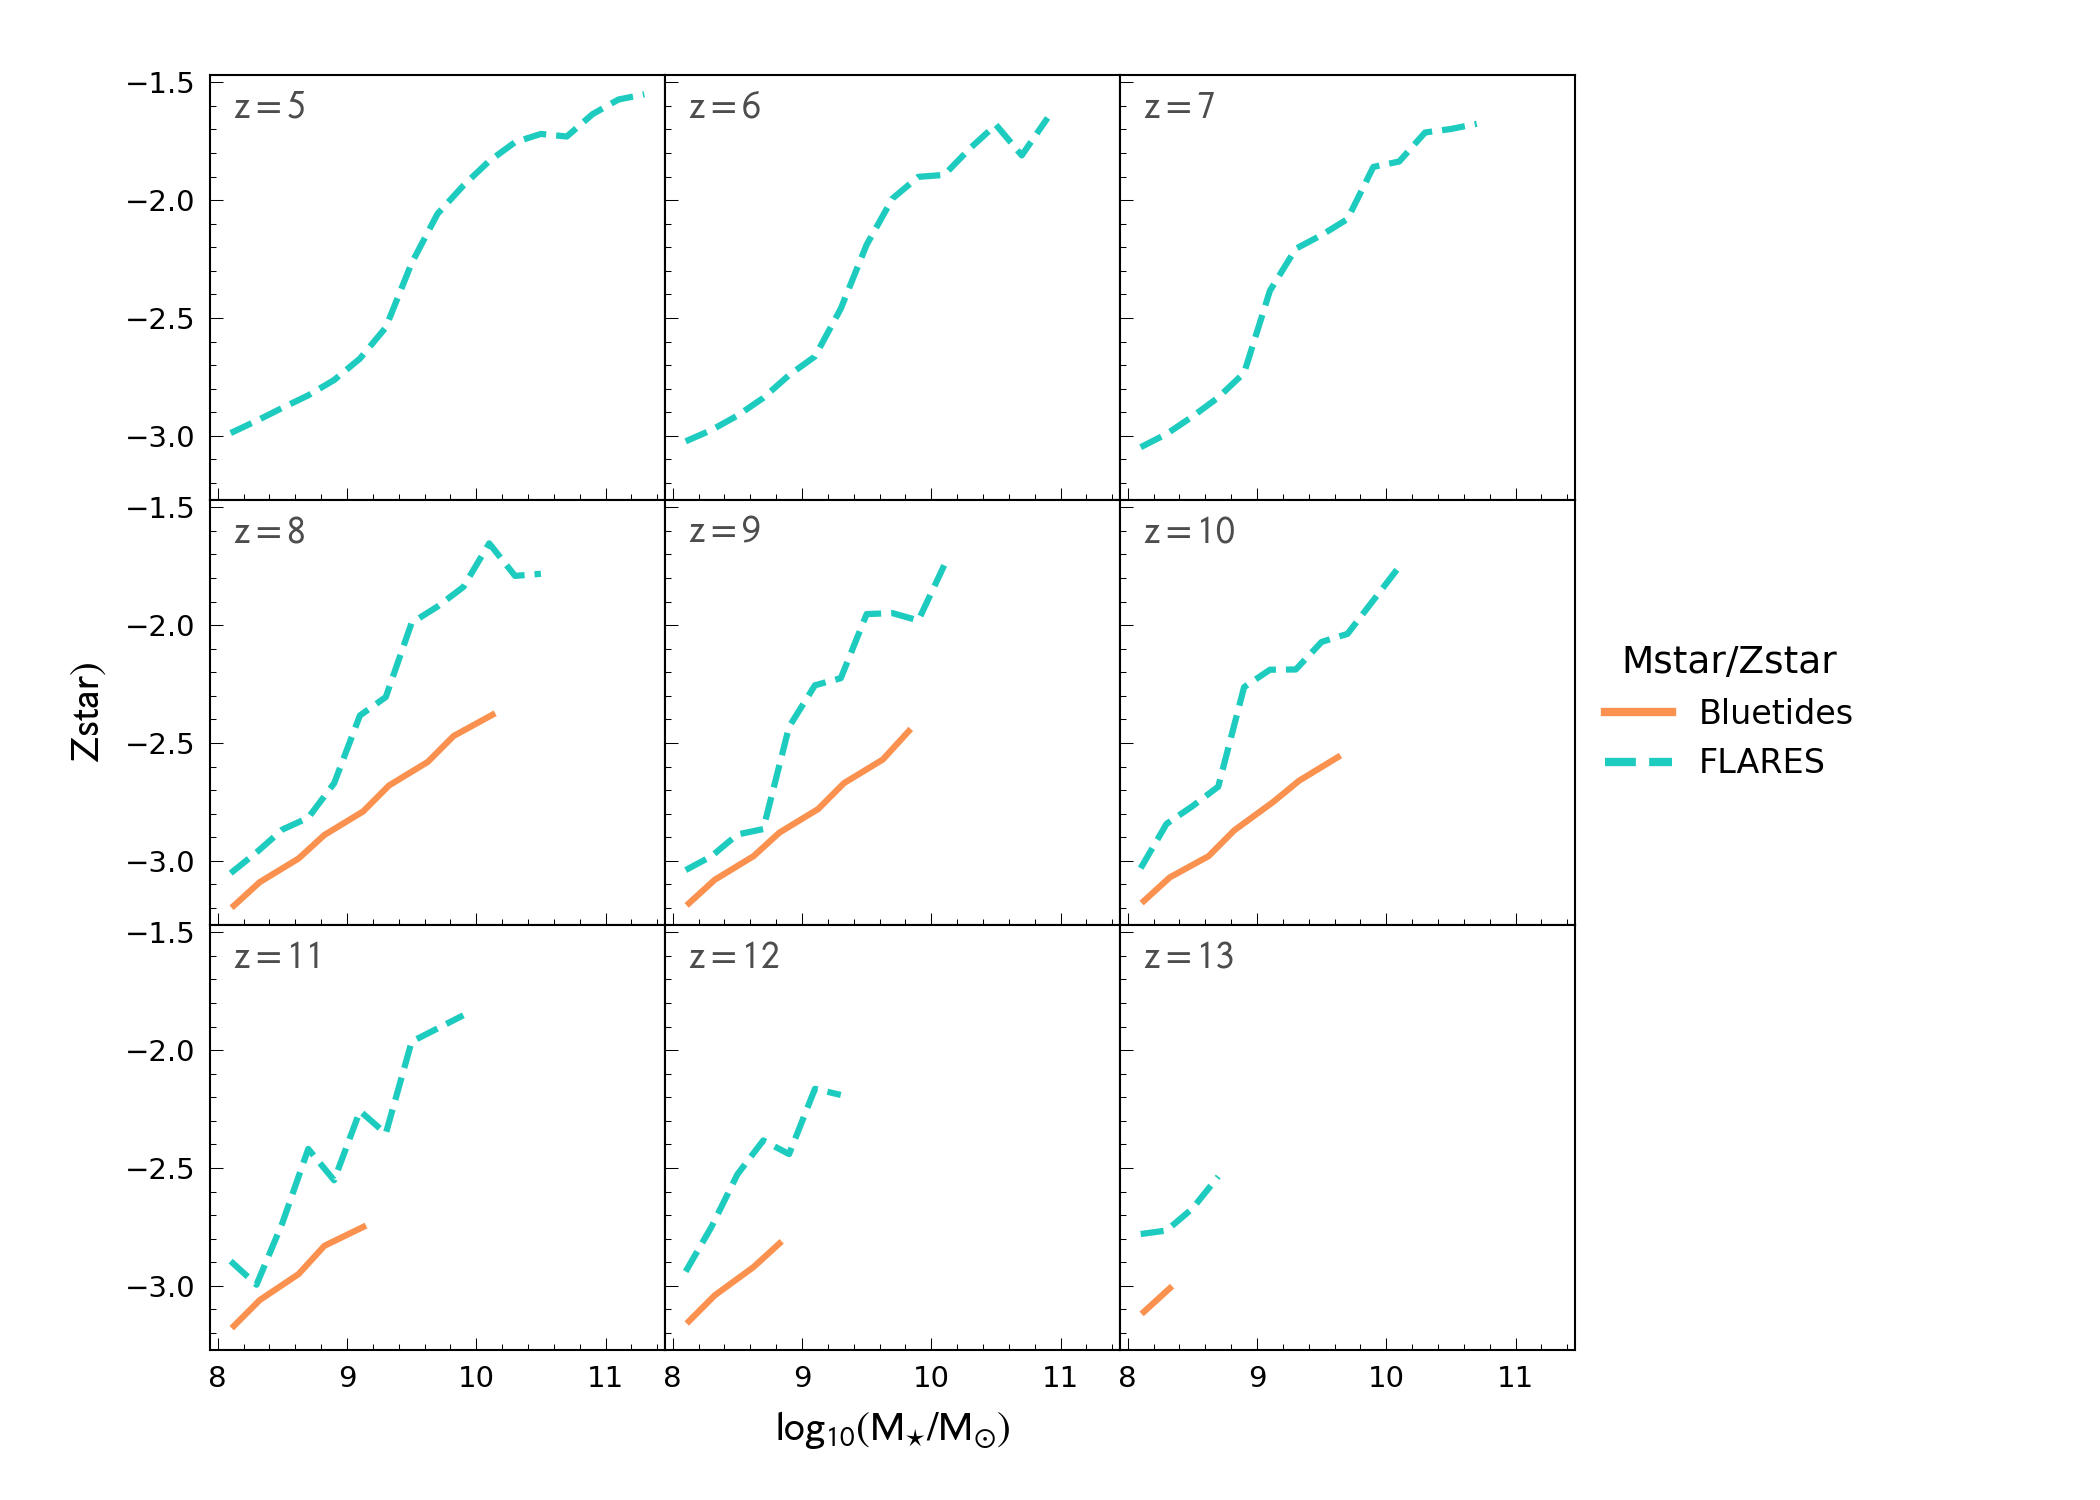 −1.5
z=5
z=6
z=7
−2.0
−2.5
−3.0
−1.5
z=8
z=9
z=10
−2.0
−2.5
−3.0
−1.5
z=11
z=12
z=13
−2.0
−2.5
−3.0
8 9 10 11 8 9 10 11 8 9 10 11
log₁₀(M⋆/M⊙)
Zstar)
Mstar/Zstar
Bluetides
FLARES